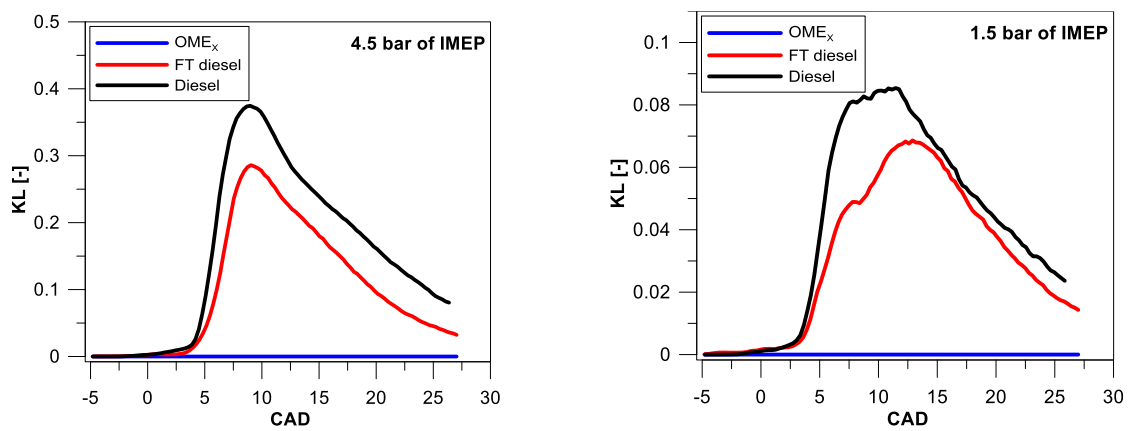 0.5
0.4
0.3
0.2
0.1
0
KL [-]
OMEX
FT diesel
Diesel
4.5 bar of IMEP
-5 0 5 10 15 20 25 30
CAD
0.1
0.08
0.06
0.04
0.02
0
KL [-]
OMEX
FT diesel
Diesel
1.5 bar of IMEP
-5 0 5 10 15 20 25 30
CAD